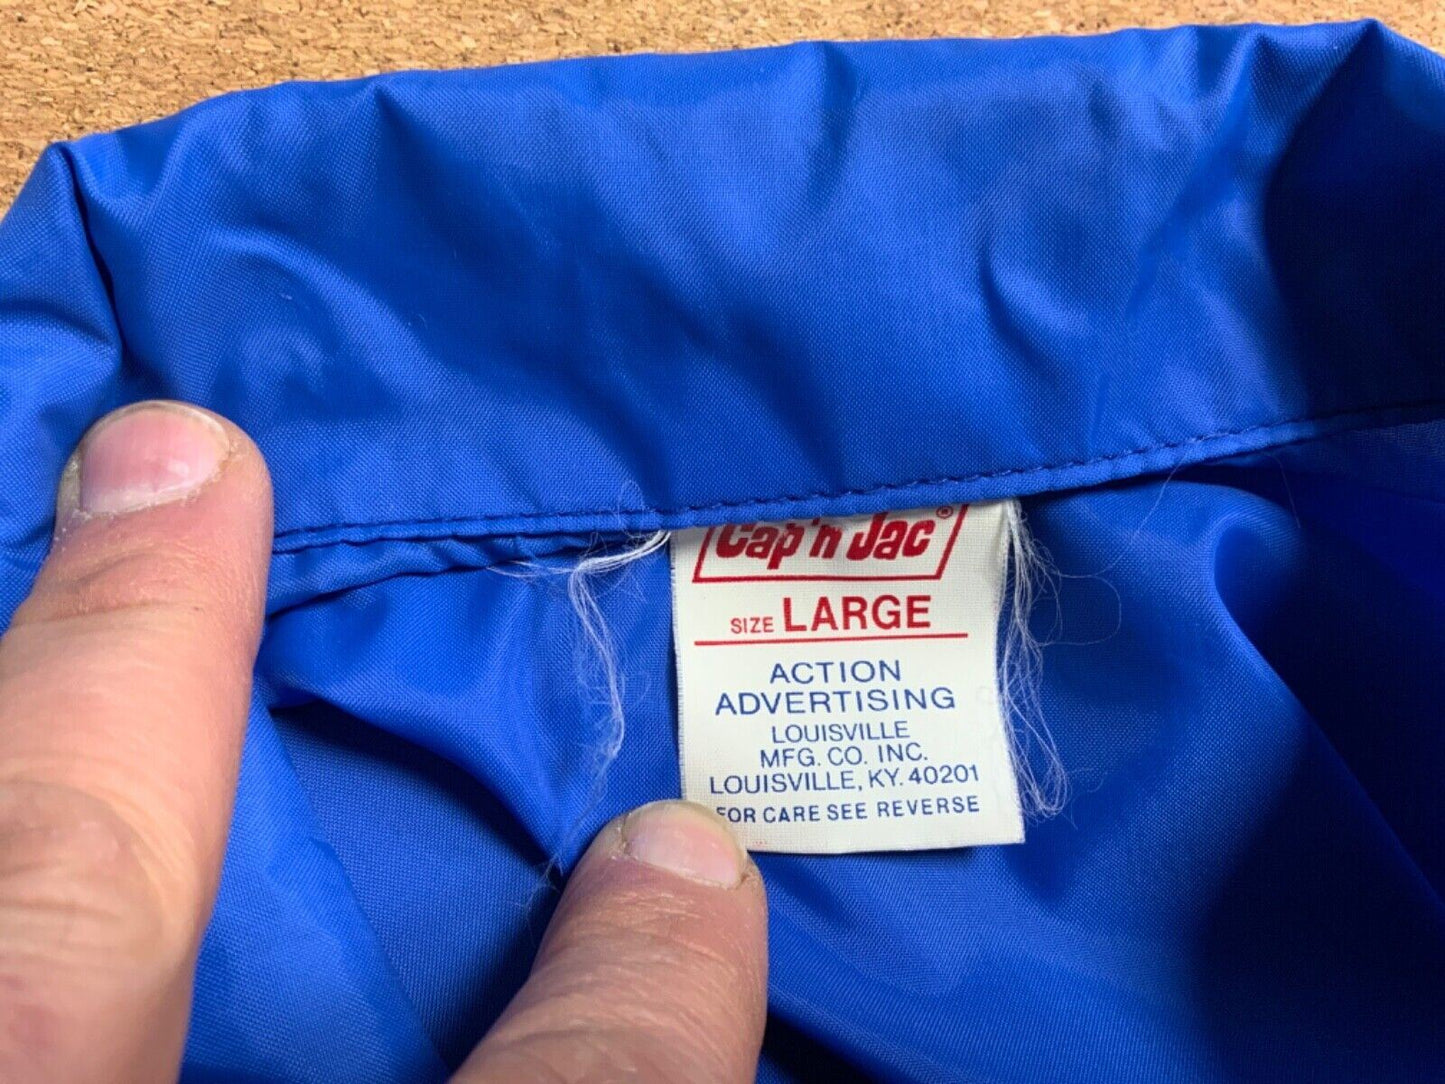 Cap'n Jac®
SIZE LARGE
ACTION
ADVERTISING
LOUISVILLE
MFG. CO. INC.
LOUISVILLE, KY. 40201
FOR CARE SEE REVERSE